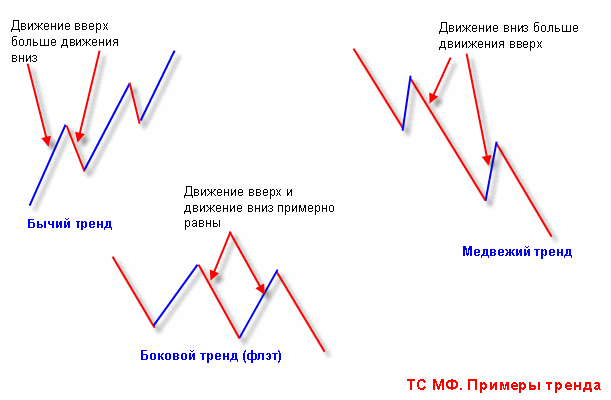 Движение вверх
больше движения
вниз
Бычий тренд
Движение вниз больше
двиижения вверх
Медвежий тренд
Движение вверх и
движение вниз примерно
равны
Боковой тренд (флэт)
ТС МФ. Примеры тренда